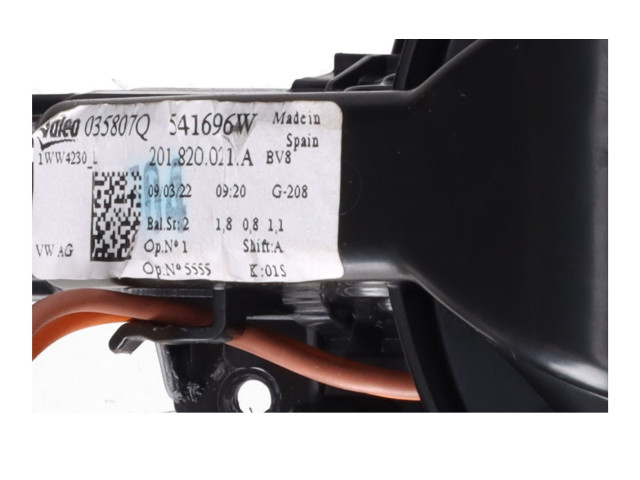 Valeo 035807Q 541696W Made in Spain
1WW4230_L 201.820.021.A BV8
09.03.22 09:20 G-208
Bal.St: 2 1,8 0,8 1,1
VW AG Op.Nº 1 Shift:A
Op.Nº 5555 K:01S